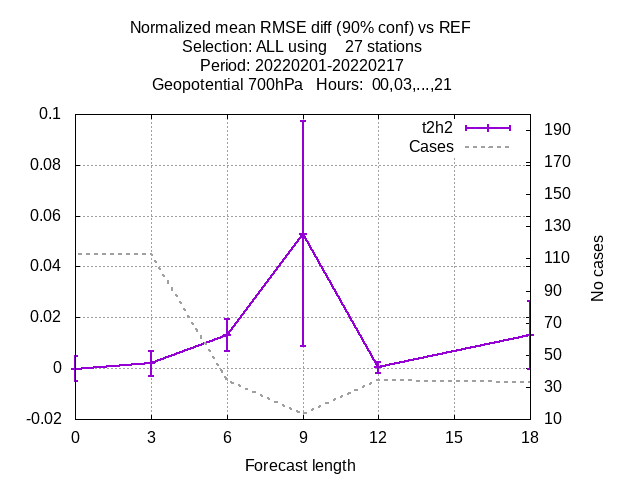 Normalized mean RMSE diff (90% conf) vs REF
Selection: ALL using    27 stations
Period: 20220201-20220217
Geopotential 700hPa   Hours:  00,03,...,21
t2h2
Cases
0.1
0.08
0.06
0.04
0.02
0
-0.02
190
170
150
130
110
90
70
50
30
10
No cases
0 3 6 9 12 15 18
Forecast length